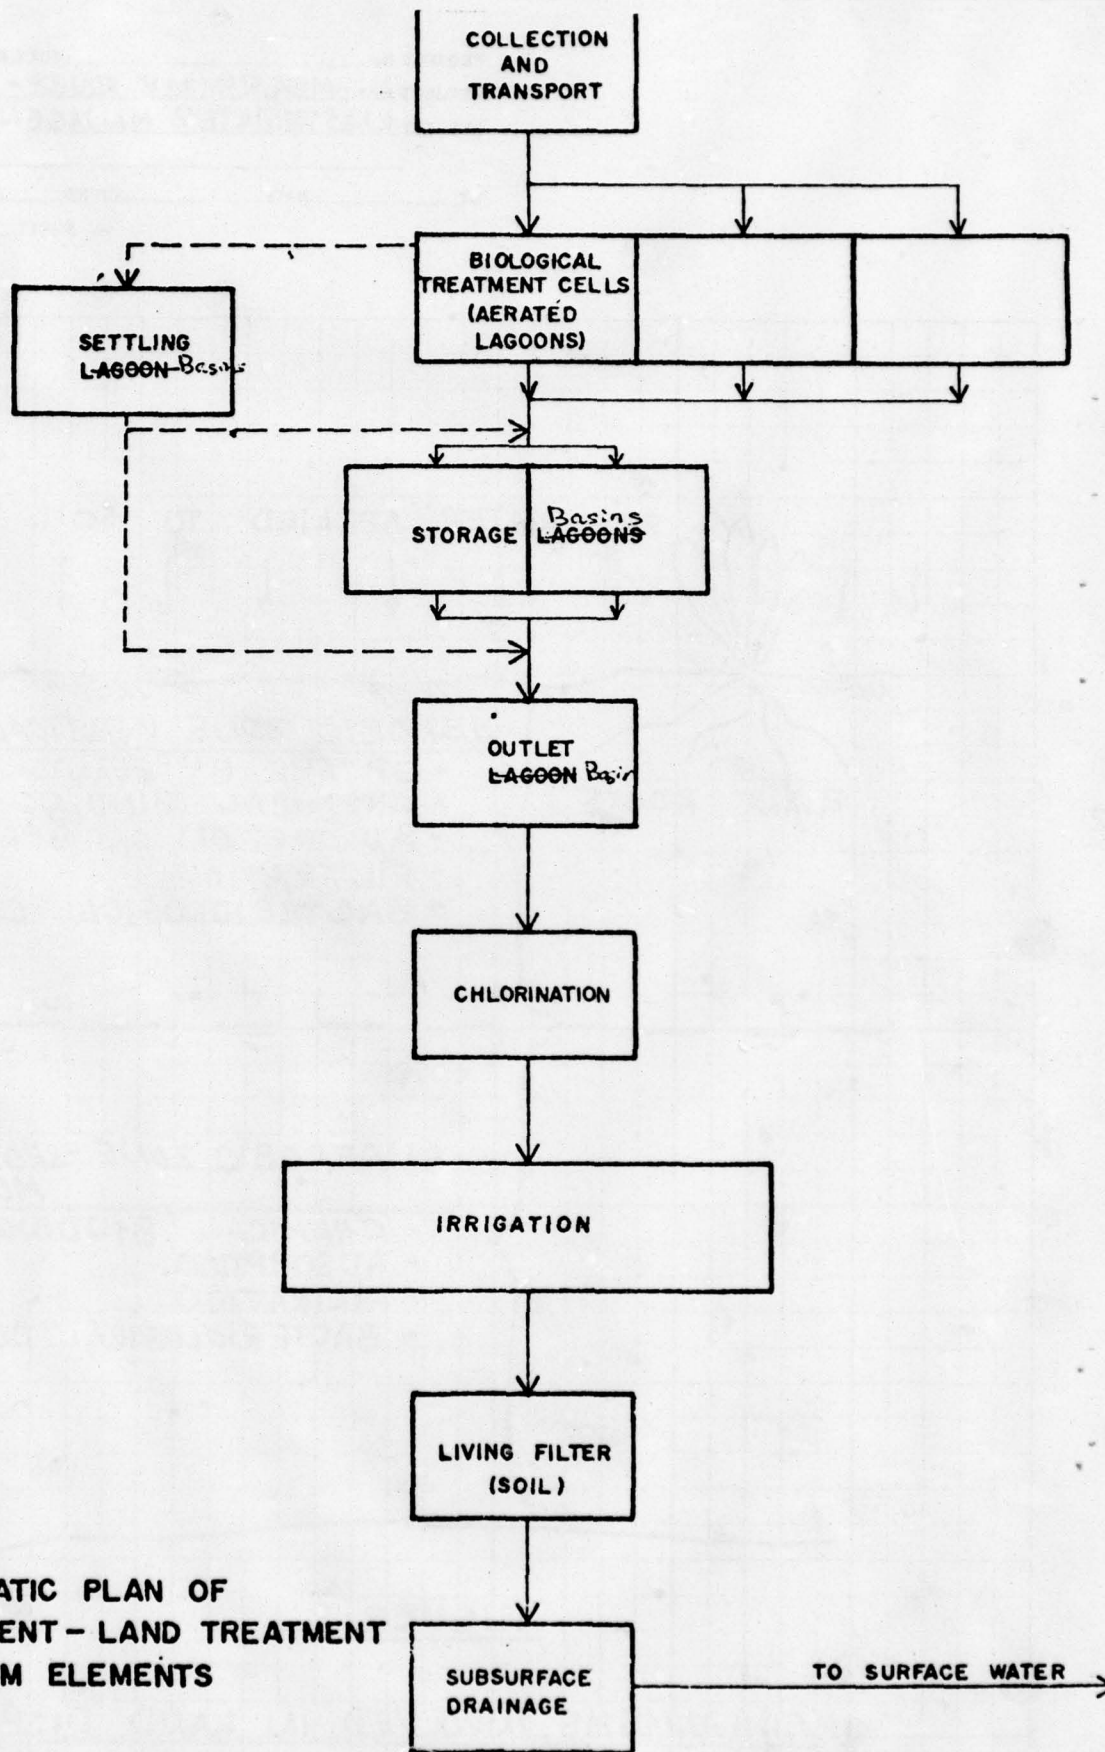 COLLECTION
AND
TRANSPORT
BIOLOGICAL
TREATMENT CELLS
(AERATED
LAGOONS)
SETTLING
LAGOON Basins
STORAGE LAGOONS
Basins
OUTLET
LAGOON Basin
CHLORINATION
IRRIGATION
LIVING FILTER
(SOIL)
ATIC PLAN OF
ENT - LAND TREATMENT
M ELEMENTS
SUBSURFACE
DRAINAGE
TO SURFACE WATER